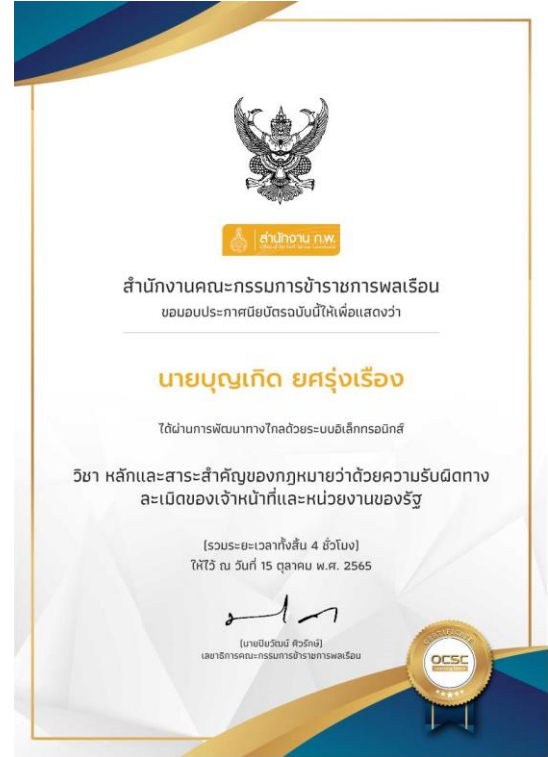 สำนักงาน ก.พ.
สำนักงานคณะกรรมการข้าราชการพลเรือน
ขอมอบประกาศนียบัตรฉบับนี้ให้เพื่อแสดงว่า
นายบุญเกิด ยศรุ่งเรือง
ได้ผ่านการพัฒนาทางไกลด้วยระบบอิเล็กทรอนิกส์
วิชา หลักและสาระสำคัญของกฎหมายว่าด้วยความรับผิดทาง
ละเมิดของเจ้าหน้าที่และหน่วยงานของรัฐ
(รวมระยะเวลาทั้งสิ้น 4 ชั่วโมง)
ให้ไว้ ณ วันที่ 15 ตุลาคม พ.ศ. 2565
(นายปิยวัฒน์ ศิวรักษ์)
เลขาธิการคณะกรรมการข้าราชการพลเรือน
CERTIFICATE
OCSC